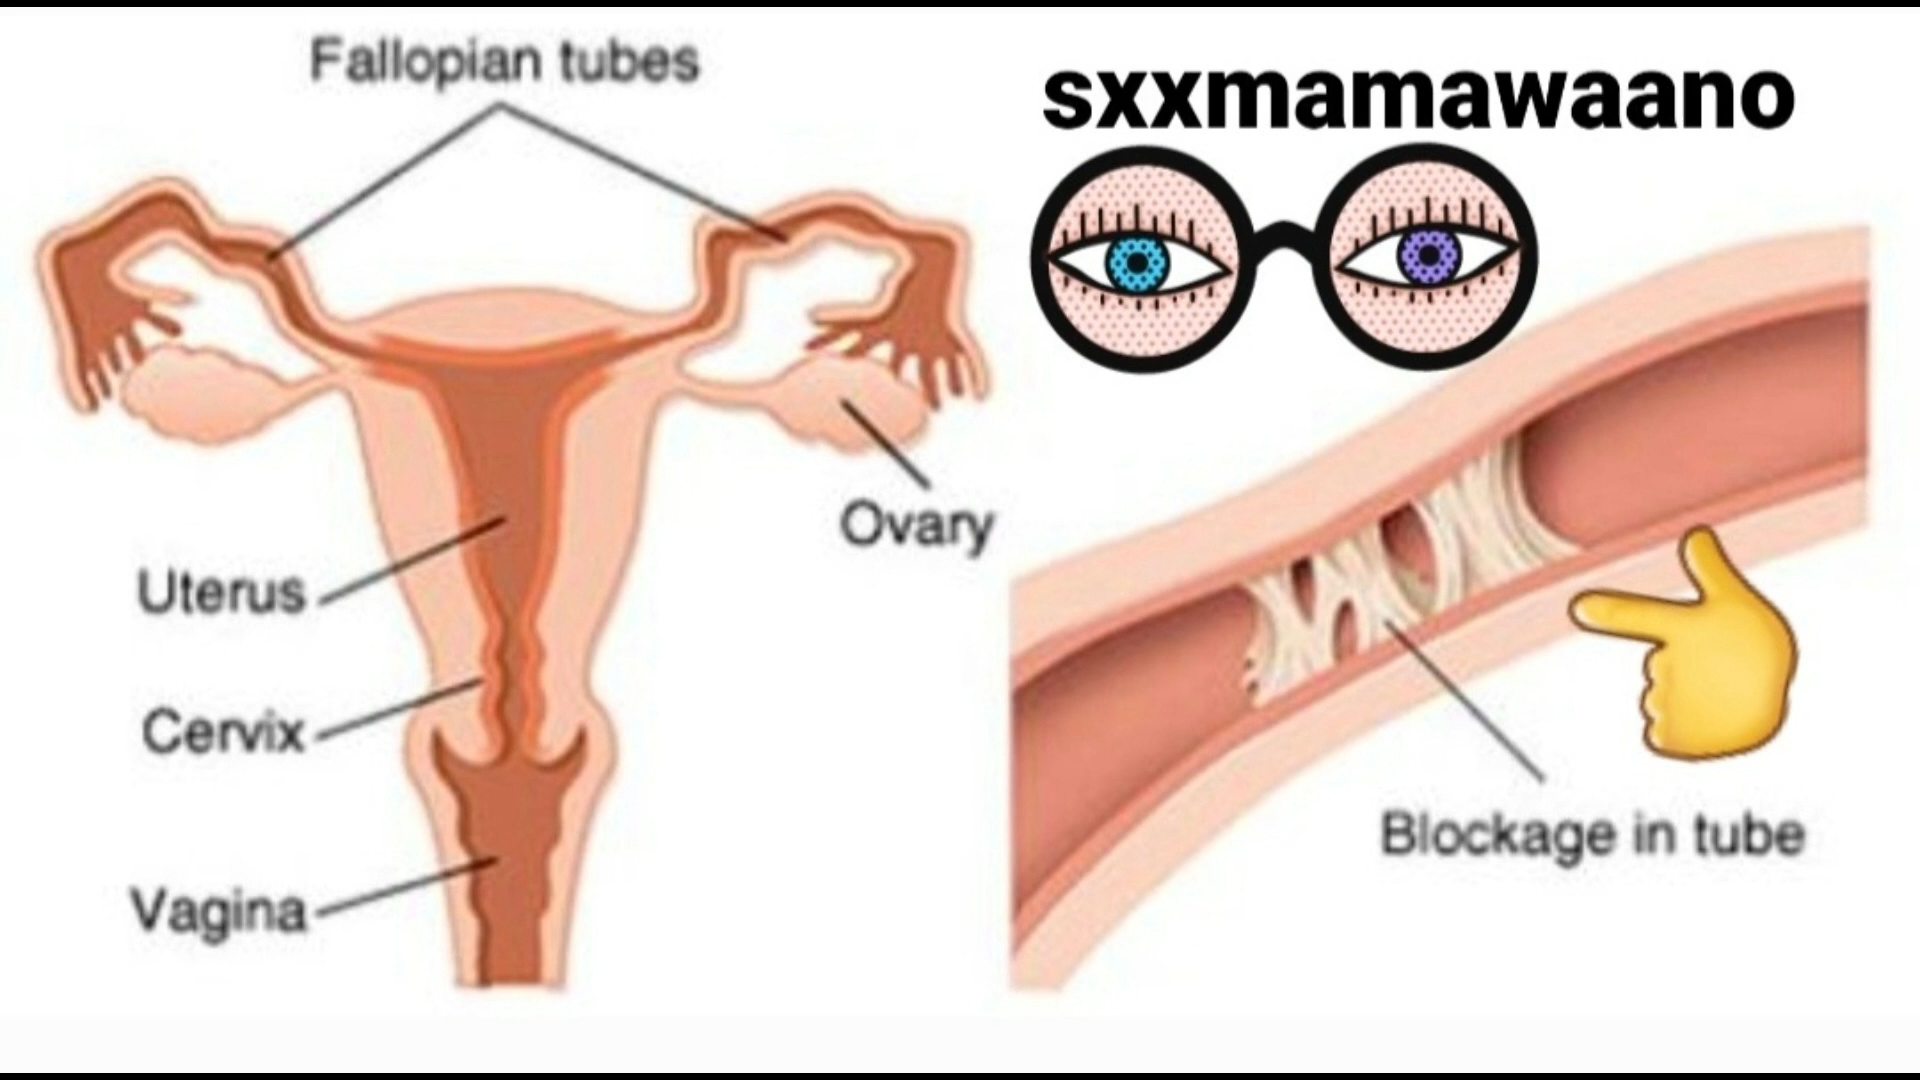 Fallopian tubes
sxxmamawaano
Ovary
Uterus
Cervix
Vagina
Blockage in tube